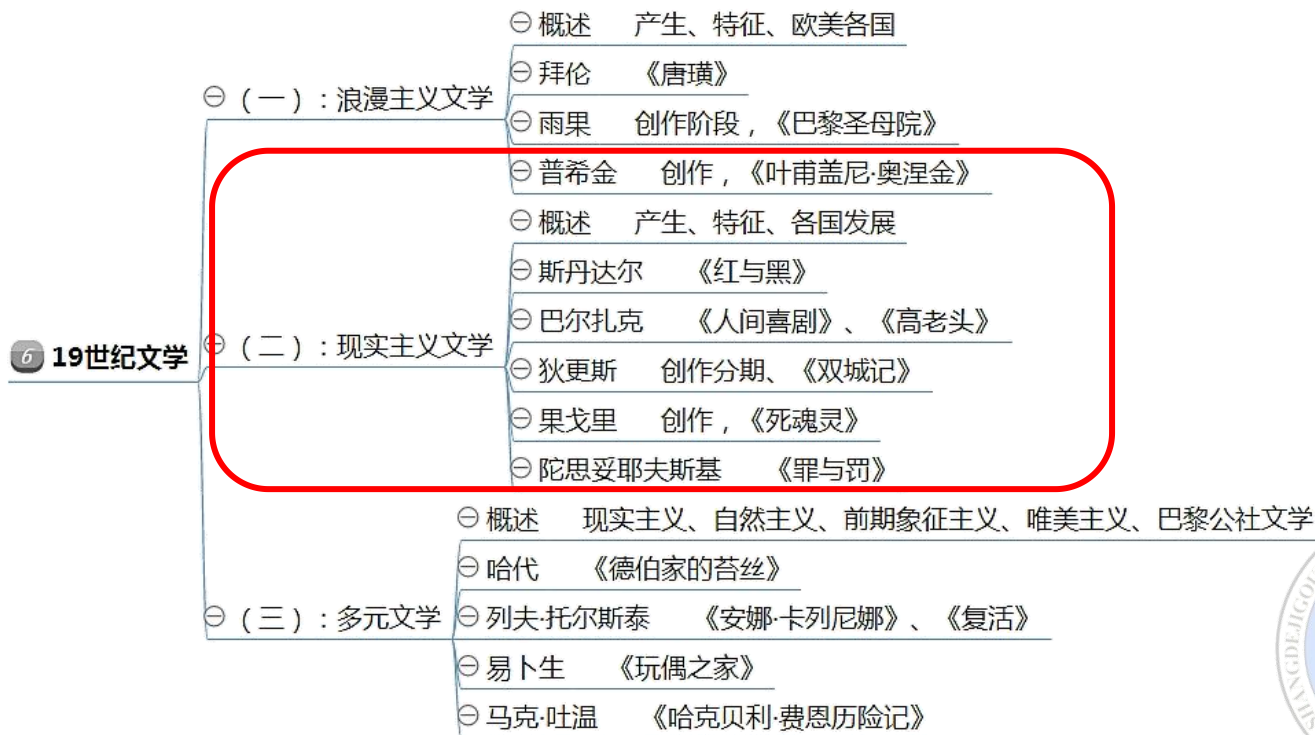 6 19世纪文学
（一）：浪漫主义文学
概述 产生、特征、欧美各国
拜伦 《唐璜》
雨果 创作阶段，《巴黎圣母院》
普希金 创作，《叶甫盖尼·奥涅金》
（二）：现实主义文学
概述 产生、特征、各国发展
斯丹达尔 《红与黑》
巴尔扎克 《人间喜剧》、《高老头》
狄更斯 创作分期、《双城记》
果戈里 创作，《死魂灵》
陀思妥耶夫斯基 《罪与罚》
（三）：多元文学
概述 现实主义、自然主义、前期象征主义、唯美主义、巴黎公社文学
哈代 《德伯家的苔丝》
列夫·托尔斯泰 《安娜·卡列尼娜》、《复活》
易卜生 《玩偶之家》
马克·吐温 《哈克贝利·费恩历险记》